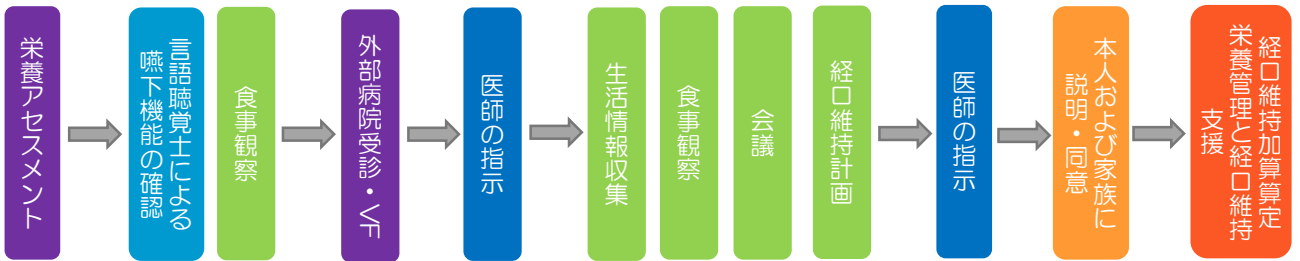 栄養アセスメント
言語聴覚士による
嚥下機能の確認
食事観察
外部病院受診・VF
医師の指示
生活情報収集
食事観察
会議
経口維持計画
医師の指示
本人および家族に
説明・同意
経口維持加算算定
栄養管理と経口維持
支援